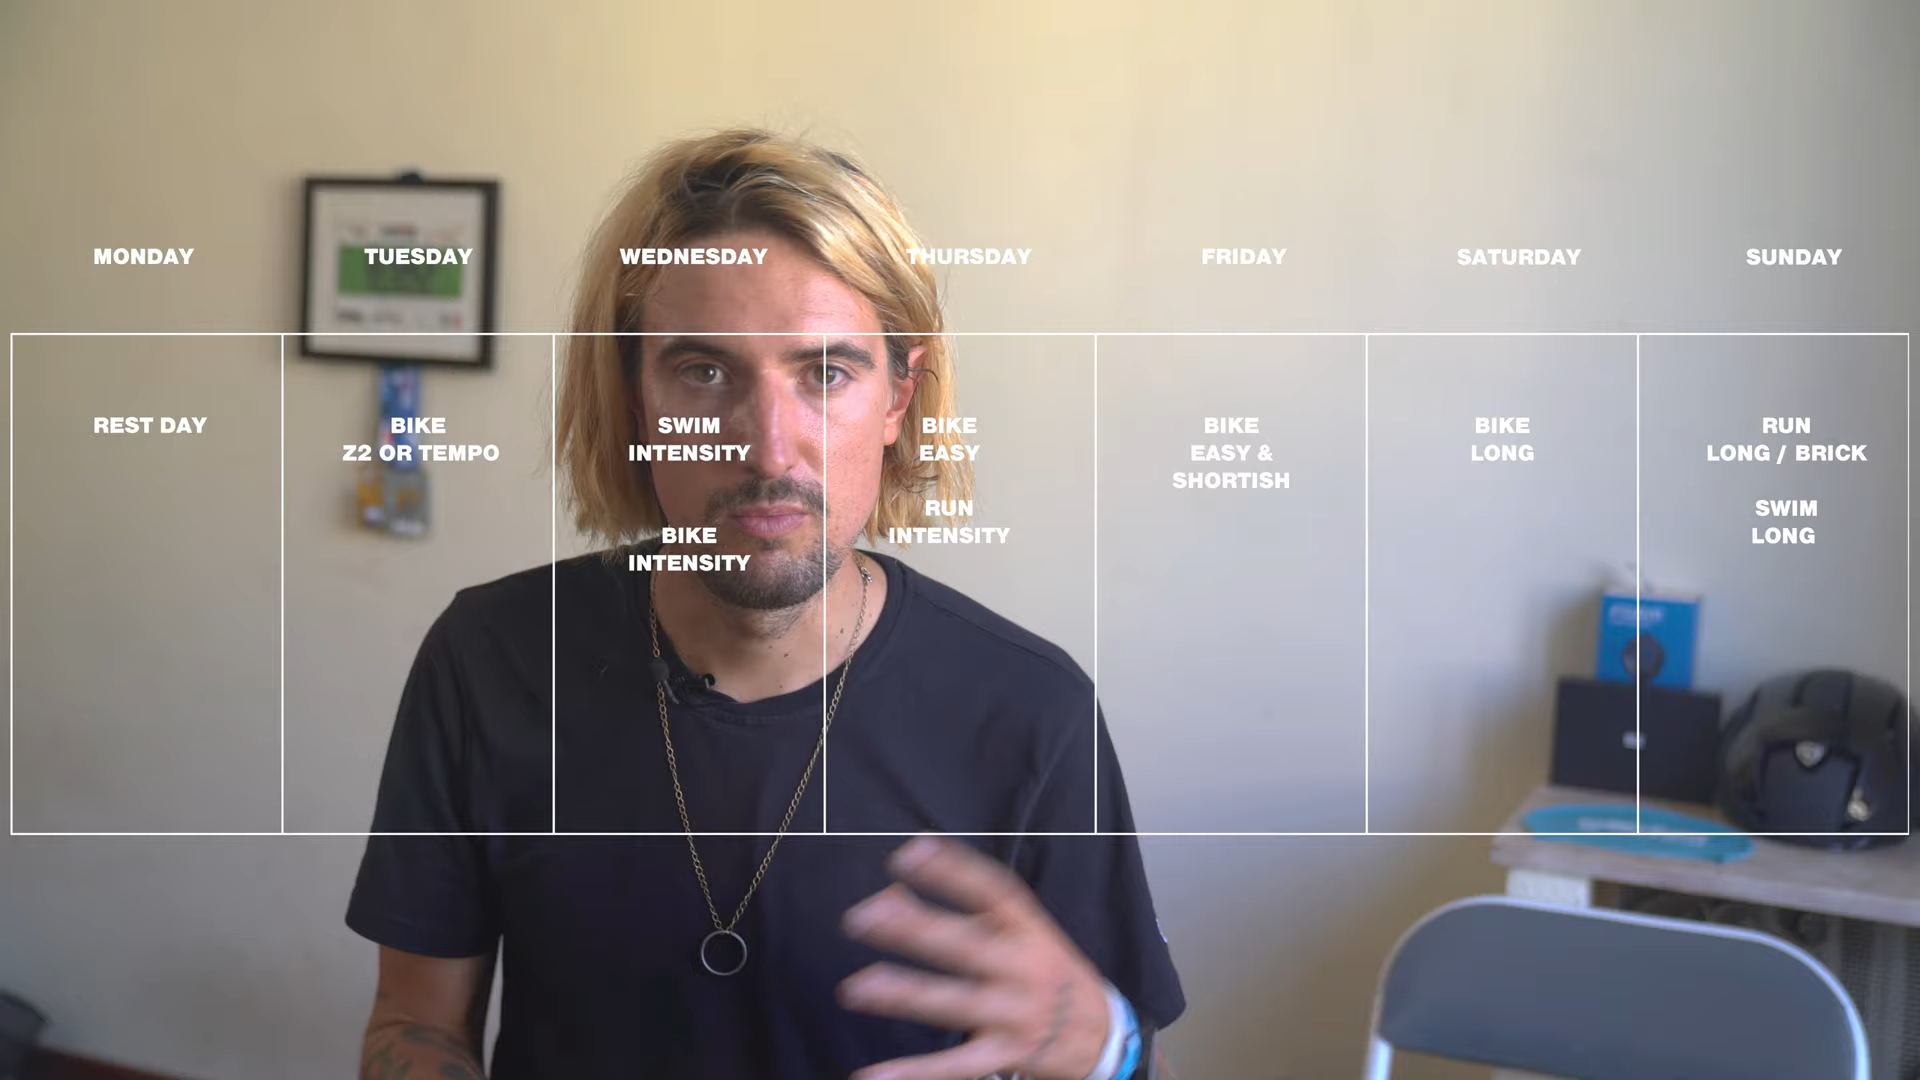 MONDAY
TUESDAY
WEDNESDAY
THURSDAY
FRIDAY
SATURDAY
SUNDAY
REST DAY
BIKE
Z2 OR TEMPO
SWIM
INTENSITY
BIKE
INTENSITY
BIKE
EASY
RUN
INTENSITY
BIKE
EASY &
SHORTISH
BIKE
LONG
RUN
LONG / BRICK
SWIM
LONG